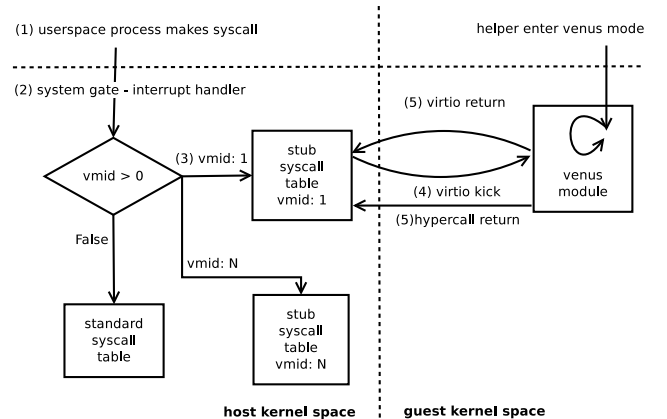 (1) userspace process makes syscall
helper enter venus mode
(2) system gate - interrupt handler
(5) virtio return
vmid > 0
(3) vmid: 1
stub
syscall
table
vmid: 1
venus
module
(4) virtio kick
(5)hypercall return
False
vmid: N
standard
syscall
table
stub
syscall
table
vmid: N
host kernel space
guest kernel space